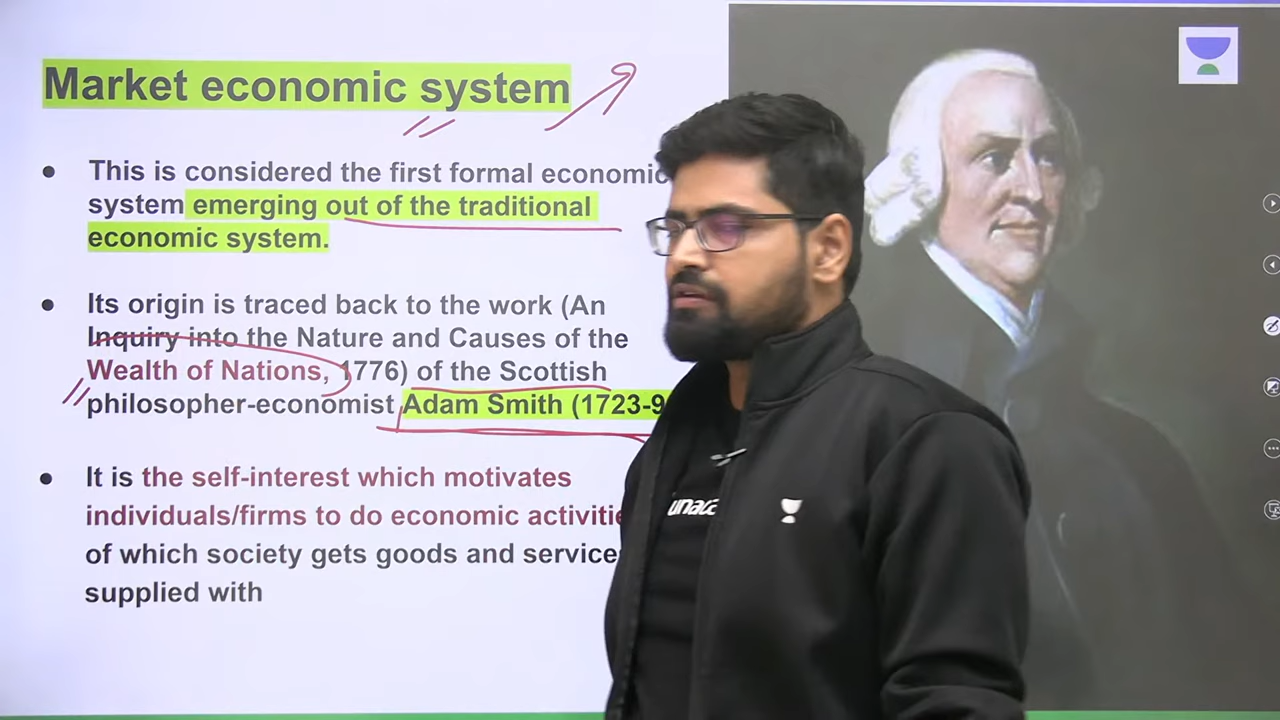 Market economic system
• This is considered the first formal economic
system emerging out of the traditional
economic system.
• Its origin is traced back to the work (An
Inquiry into the Nature and Causes of the
Wealth of Nations, 1776) of the Scottish
philosopher-economist Adam Smith (1723-9
• It is the self-interest which motivates
individuals/firms to do economic activitie
of which society gets goods and service
supplied with
unaca